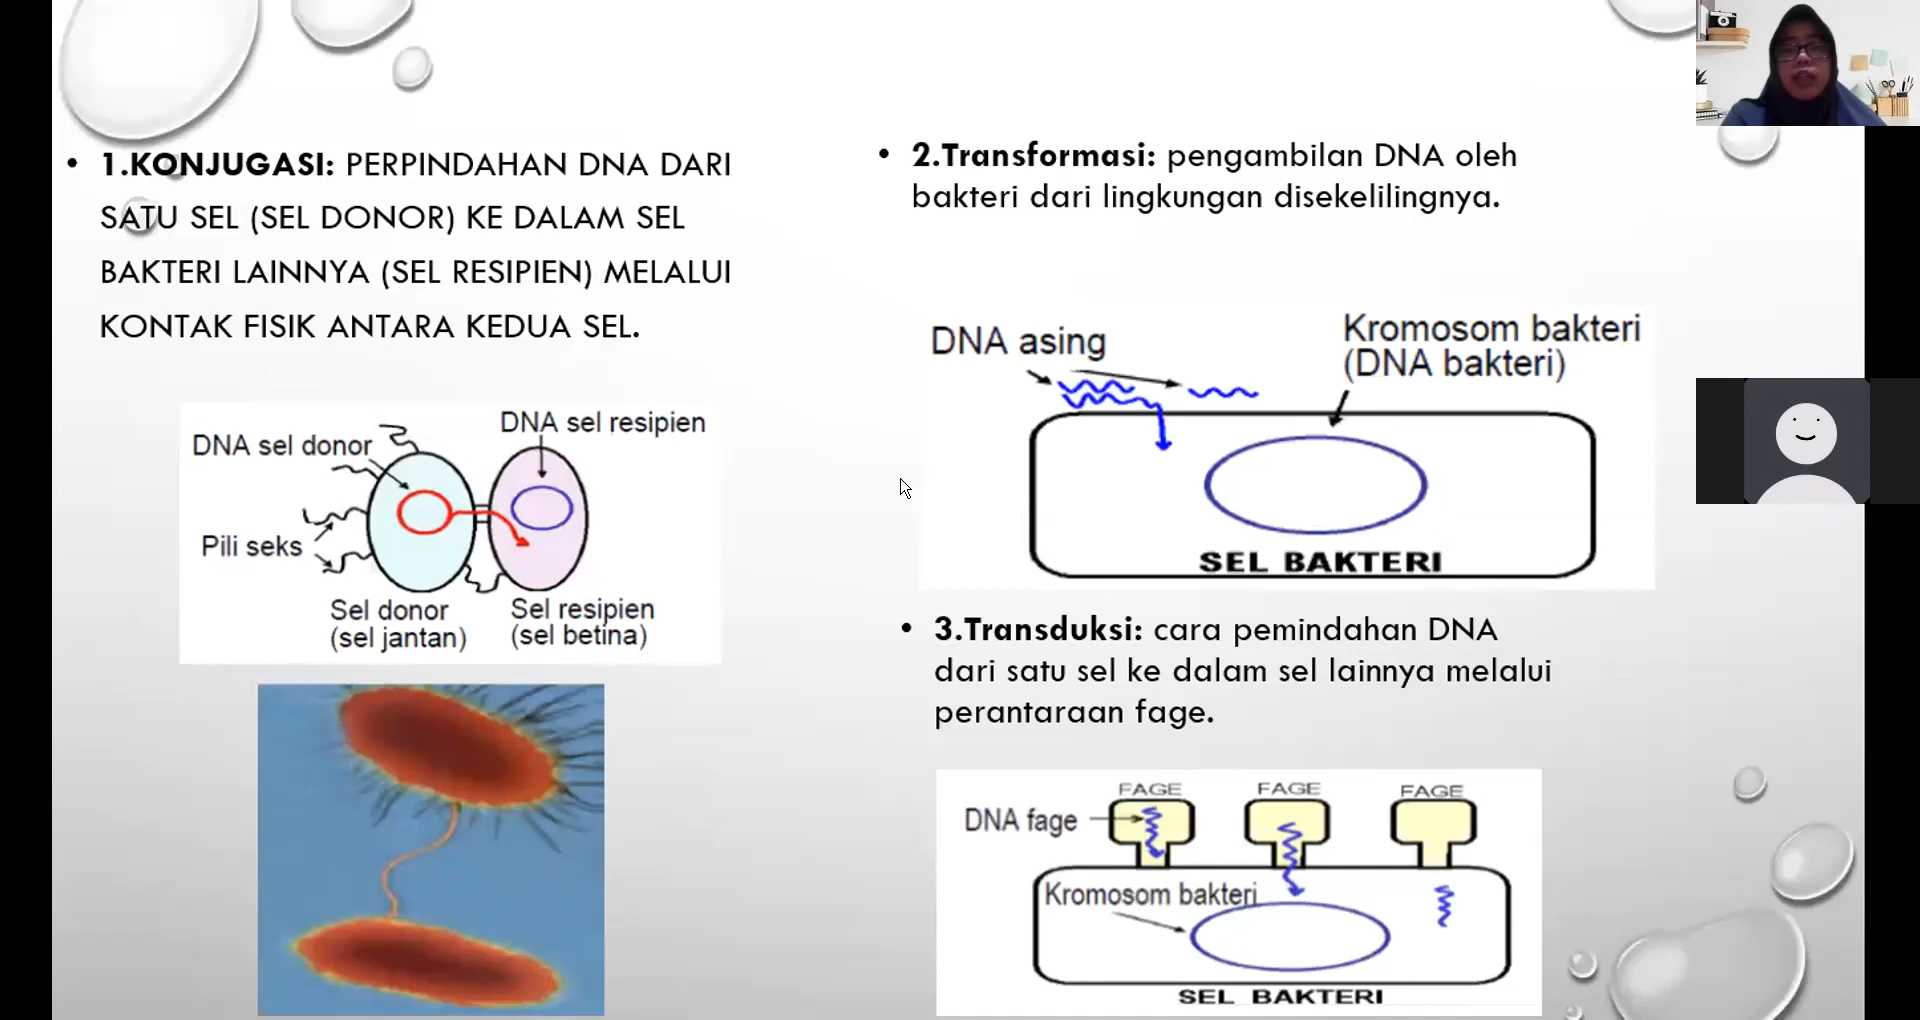 1.KONJUGASI: PERPINDAHAN DNA DARI
SATU SEL (SEL DONOR) KE DALAM SEL
BAKTERI LAINNYA (SEL RESIPIEN) MELALUI
KONTAK FISIK ANTARA KEDUA SEL.
DNA sel donor
DNA sel resipien
Pili seks
Sel donor
(sel jantan)
Sel resipien
(sel betina)
2.Transformasi: pengambilan DNA oleh
bakteri dari lingkungan disekelilingnya.
DNA asing
Kromosom bakteri
(DNA bakteri)
SEL BAKTERI
3.Transduksi: cara pemindahan DNA
dari satu sel ke dalam sel lainnya melalui
perantaraan fage.
FAGE
FAGE
FAGE
DNA fage
Kromosom bakteri
SEL BAKTERI